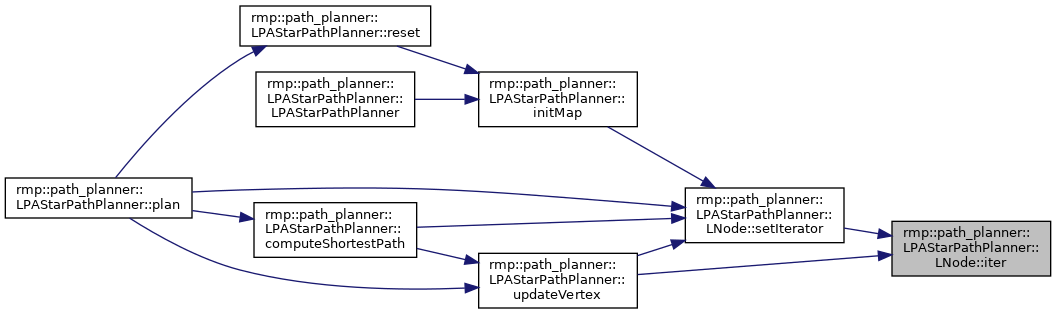 rmp::path_planner::
LPAStarPathPlanner::reset
rmp::path_planner::
LPAStarPathPlanner::
LPAStarPathPlanner
rmp::path_planner::
LPAStarPathPlanner::
initMap
rmp::path_planner::
LPAStarPathPlanner::plan
rmp::path_planner::
LPAStarPathPlanner::
computeShortestPath
rmp::path_planner::
LPAStarPathPlanner::
LNode::setIterator
rmp::path_planner::
LPAStarPathPlanner::
LNode::iter
rmp::path_planner::
LPAStarPathPlanner::
updateVertex